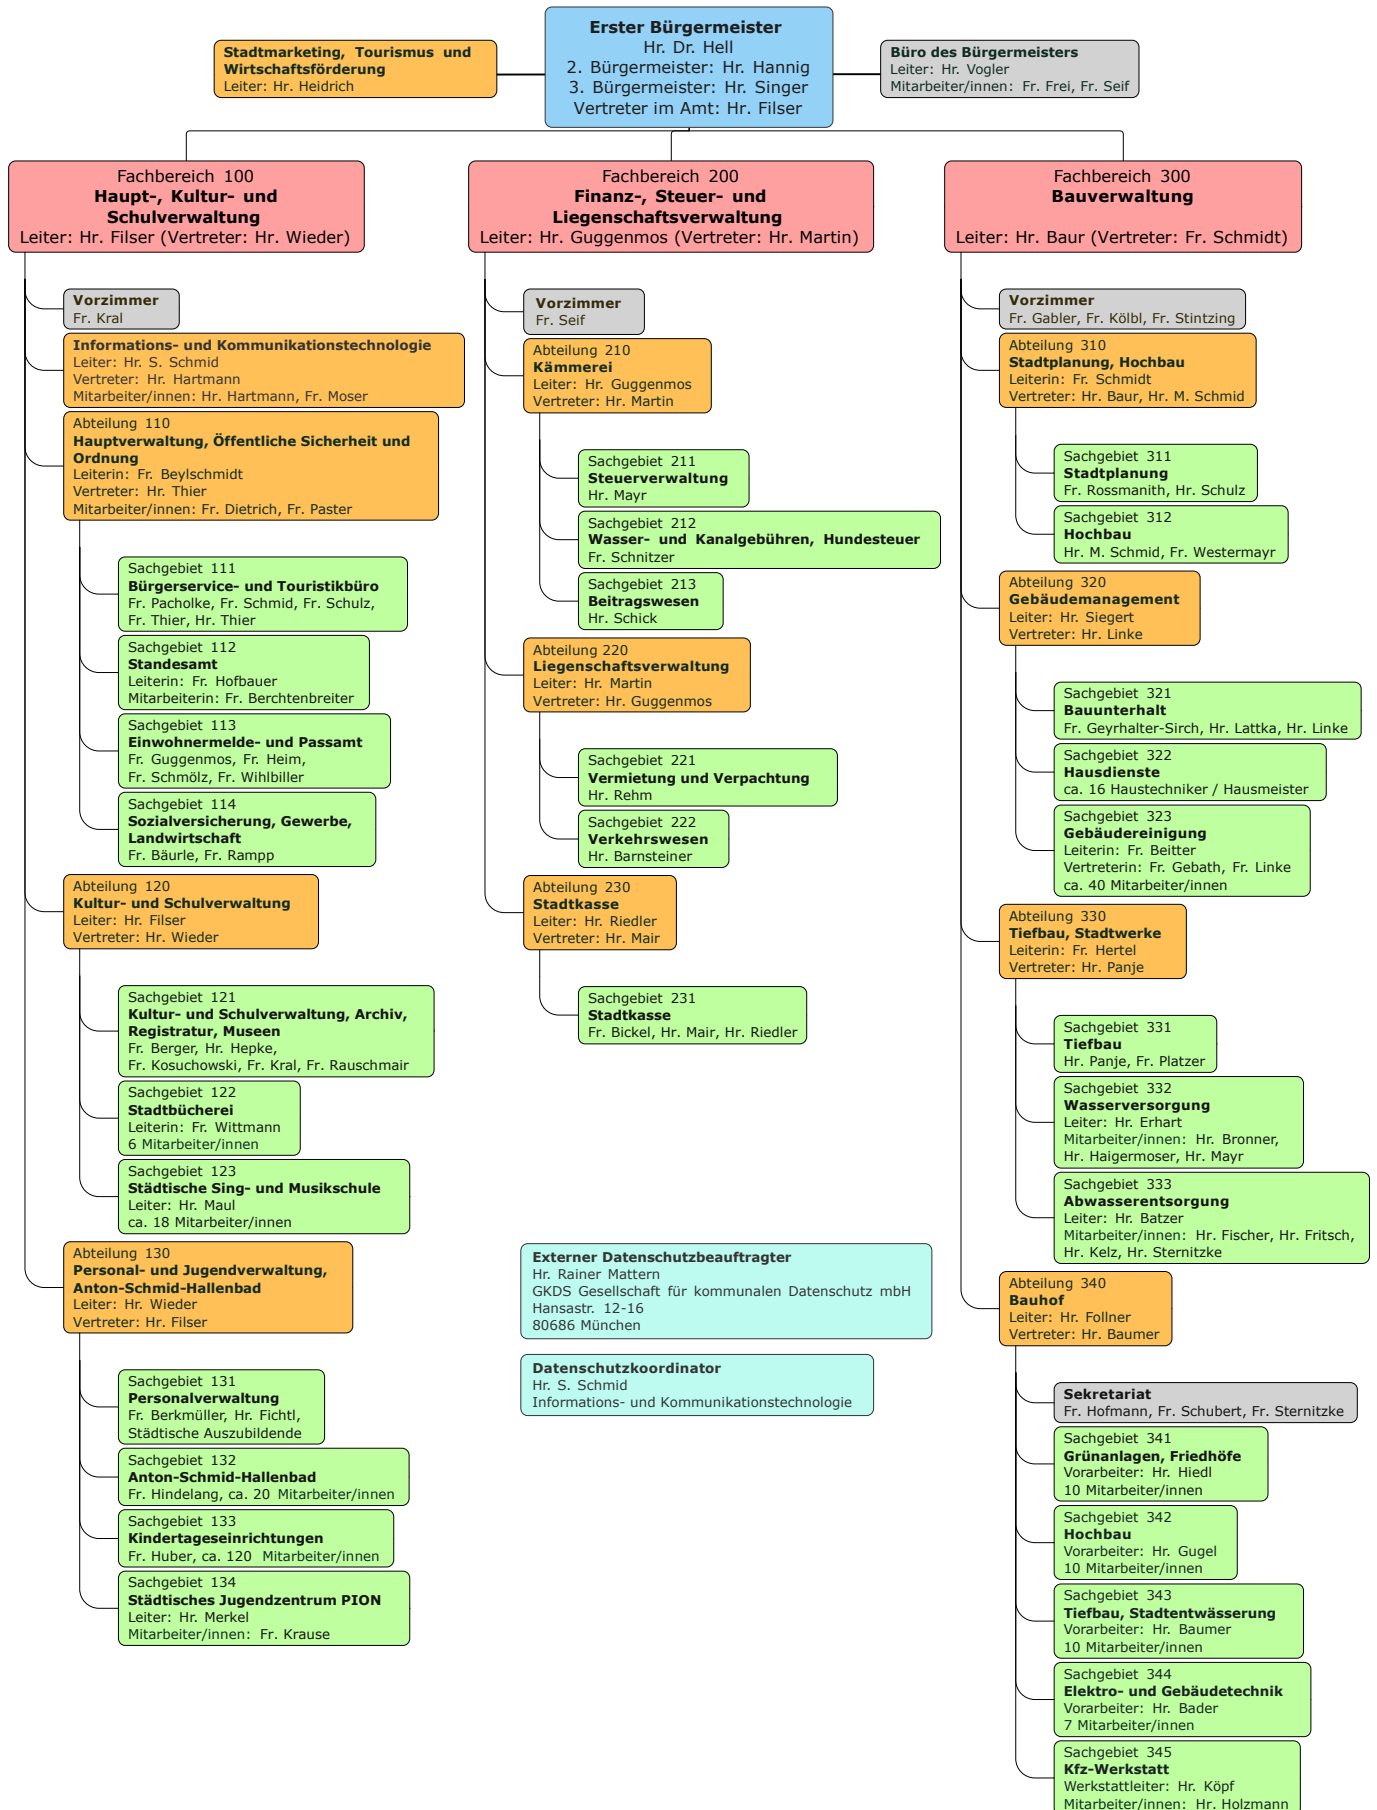 Erster Bürgermeister
Hr. Dr. Hell
2. Bürgermeister: Hr. Hannig
3. Bürgermeister: Hr. Singer
Vertreter im Amt: Hr. Filser
Stadtmarketing, Tourismus und
Wirtschaftsförderung
Leiter: Hr. Heidrich
Büro des Bürgermeisters
Leiter: Hr. Vogler
Mitarbeiter/innen: Fr. Frei, Fr. Seif
Fachbereich 100
Haupt-, Kultur- und
Schulverwaltung
Leiter: Hr. Filser (Vertreter: Hr. Wieder)
Vorzimmer
Fr. Kral
Informations- und Kommunikationstechnologie
Leiter: Hr. S. Schmid
Vertreter: Hr. Hartmann
Mitarbeiter/innen: Hr. Hartmann, Fr. Moser
Abteilung 110
Hauptverwaltung, Öffentliche Sicherheit und
Ordnung
Leiterin: Fr. Beylschmidt
Vertreter: Hr. Thier
Mitarbeiter/innen: Fr. Dietrich, Fr. Paster
Sachgebiet 111
Bürgerservice- und Touristikbüro
Fr. Pacholke, Fr. Schmid, Fr. Schulz,
Fr. Thier, Hr. Thier
Sachgebiet 112
Standesamt
Leiterin: Fr. Hofbauer
Mitarbeiterin: Fr. Berchtenbreiter
Sachgebiet 113
Einwohnermelde- und Passamt
Fr. Guggenmos, Fr. Heim,
Fr. Schmölz, Fr. Wihlbiller
Sachgebiet 114
Sozialversicherung, Gewerbe,
Landwirtschaft
Fr. Bäurle, Fr. Rampp
Abteilung 120
Kultur- und Schulverwaltung
Leiter: Hr. Filser
Vertreter: Hr. Wieder
Sachgebiet 121
Kultur- und Schulverwaltung, Archiv,
Registratur, Museen
Fr. Berger, Hr. Hepke,
Fr. Kosuchowski, Fr. Kral, Fr. Rauschmair
Sachgebiet 122
Stadtbücherei
Leiterin: Fr. Wittmann
6 Mitarbeiter/innen
Sachgebiet 123
Städtische Sing- und Musikschule
Leiter: Hr. Maul
ca. 18 Mitarbeiter/innen
Abteilung 130
Personal- und Jugendverwaltung,
Anton-Schmid-Hallenbad
Leiter: Hr. Wieder
Vertreter: Hr. Filser
Sachgebiet 131
Personalverwaltung
Fr. Berkmüller, Hr. Fichtl,
Städtische Auszubildende
Sachgebiet 132
Anton-Schmid-Hallenbad
Fr. Hindelang, ca. 20 Mitarbeiter/innen
Sachgebiet 133
Kindertageseinrichtungen
Fr. Huber, ca. 120 Mitarbeiter/innen
Sachgebiet 134
Städtisches Jugendzentrum PION
Leiter: Hr. Merkel
Mitarbeiter/innen: Fr. Krause
Fachbereich 200
Finanz-, Steuer- und
Liegenschaftsverwaltung
Leiter: Hr. Guggenmos (Vertreter: Hr. Martin)
Vorzimmer
Fr. Seif
Abteilung 210
Kämmerei
Leiter: Hr. Guggenmos
Vertreter: Hr. Martin
Sachgebiet 211
Steuerverwaltung
Hr. Mayr
Sachgebiet 212
Wasser- und Kanalgebühren, Hundesteuer
Fr. Schnitzer
Sachgebiet 213
Beitragswesen
Hr. Schick
Abteilung 220
Liegenschaftsverwaltung
Leiter: Hr. Martin
Vertreter: Hr. Guggenmos
Sachgebiet 221
Vermietung und Verpachtung
Hr. Rehm
Sachgebiet 222
Verkehrswesen
Hr. Barnsteiner
Abteilung 230
Stadtkasse
Leiter: Hr. Riedler
Vertreter: Hr. Mair
Sachgebiet 231
Stadtkasse
Fr. Bickel, Hr. Mair, Hr. Riedler
Externer Datenschutzbeauftragter
Hr. Rainer Mattern
GKDS Gesellschaft für kommunalen Datenschutz mbH
Hansastr. 12-16
80686 München
Datenschutzkoordinator
Hr. S. Schmid
Informations- und Kommunikationstechnologie
Fachbereich 300
Bauverwaltung
Leiter: Hr. Baur (Vertreter: Fr. Schmidt)
Vorzimmer
Fr. Gabler, Fr. Kölbl, Fr. Stintzing
Abteilung 310
Stadtplanung, Hochbau
Leiterin: Fr. Schmidt
Vertreter: Hr. Baur, Hr. M. Schmid
Sachgebiet 311
Stadtplanung
Fr. Rossmanith, Hr. Schulz
Sachgebiet 312
Hochbau
Hr. M. Schmid, Fr. Westermayr
Abteilung 320
Gebäudemanagement
Leiter: Hr. Siegert
Vertreter: Hr. Linke
Sachgebiet 321
Bauunterhalt
Fr. Geyrhalter-Sirch, Hr. Lattka, Hr. Linke
Sachgebiet 322
Hausdienste
ca. 16 Haustechniker / Hausmeister
Sachgebiet 323
Gebäudereinigung
Leiterin: Fr. Beitter
Vertreterin: Fr. Gebath, Fr. Linke
ca. 40 Mitarbeiter/innen
Abteilung 330
Tiefbau, Stadtwerke
Leiterin: Fr. Hertel
Vertreter: Hr. Panje
Sachgebiet 331
Tiefbau
Hr. Panje, Fr. Platzer
Sachgebiet 332
Wasserversorgung
Leiter: Hr. Erhart
Mitarbeiter/innen: Hr. Bronner,
Hr. Haigermoser, Hr. Mayr
Sachgebiet 333
Abwasserentsorgung
Leiter: Hr. Batzer
Mitarbeiter/innen: Hr. Fischer, Hr. Fritsch,
Hr. Kelz, Hr. Sternitzke
Abteilung 340
Bauhof
Leiter: Hr. Follner
Vertreter: Hr. Baumer
Sekretariat
Fr. Hofmann, Fr. Schubert, Fr. Sternitzke
Sachgebiet 341
Grünanlagen, Friedhöfe
Vorarbeiter: Hr. Hiedl
10 Mitarbeiter/innen
Sachgebiet 342
Hochbau
Vorarbeiter: Hr. Gugel
10 Mitarbeiter/innen
Sachgebiet 343
Tiefbau, Stadtentwässerung
Vorarbeiter: Hr. Baumer
10 Mitarbeiter/innen
Sachgebiet 344
Elektro- und Gebäudetechnik
Vorarbeiter: Hr. Bader
7 Mitarbeiter/innen
Sachgebiet 345
Kfz-Werkstatt
Werkstattleiter: Hr. Köpf
Mitarbeiter/innen: Hr. Holzmann